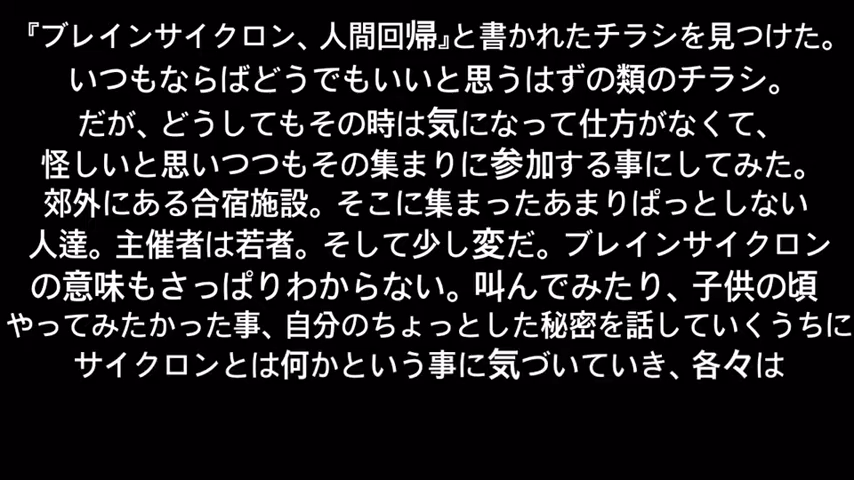 『ブレインサイクロン、人間回帰』と書かれたチラシを見つけた。
いつもならばどうでもいいと思うはずの類のチラシ。
だが、どうしてもその時は気になって仕方がなくて、
怪しいと思いつつもその集まりに参加する事にしてみた。
郊外にある合宿施設。そこに集まったあまりぱっとしない
人達。主催者は若者。そして少し変だ。ブレインサイクロン
の意味もさっぱりわからない。叫んでみたり、子供の頃
やってみたかった事、自分のちょっとした秘密を話していくうちに
サイクロンとは何かという事に気づいていき、各々は